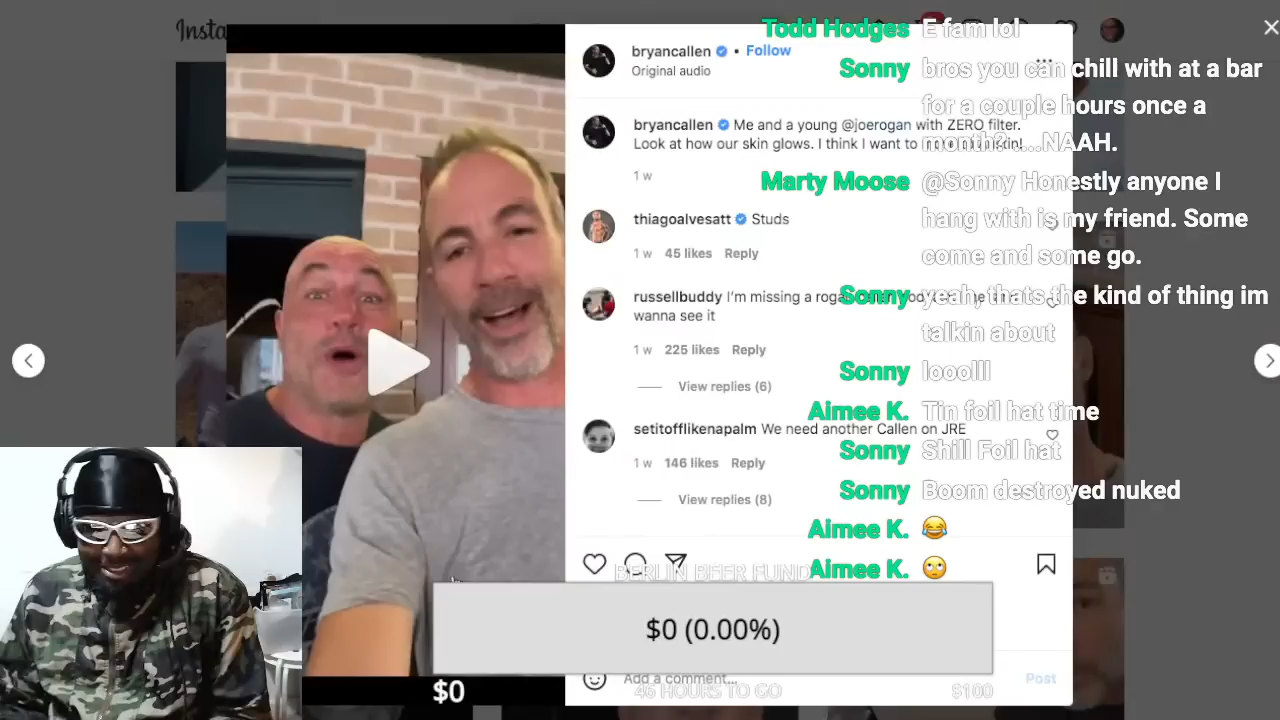 Insta
bryancallen • Follow
Original audio
bryancallen Me and a young @joerogan with ZERO filter.
Look at how our skin glows. I think I want to
1 w
thiagoalvesatt Studs
1 w 45 likes Reply
russellbuddy I'm missing a
wanna see it
1 w 225 likes Reply
View replies (6)
setitofflikenapalm We need another Callen on JRE
1 w 146 likes Reply
View replies (8)
Add a comment...
Post
Todd Hodges E fam lol
Sonny bros you can chill with at a bar
for a couple hours once a
month? ....NAAH.
Marty Moose @Sonny Honestly anyone I
hang with is my friend. Some
come and some go.
Sonny yeah, thats the kind of thing im
talkin about
Sonny looolll
Aimee K. Tin foil hat time
Sonny Shill Foil hat
Sonny Boom destroyed nuked
Aimee K. 😂
Aimee K. 🙄
BERLIN BEER FUND
$0 (0.00%)
$0
46 HOURS TO GO
$100